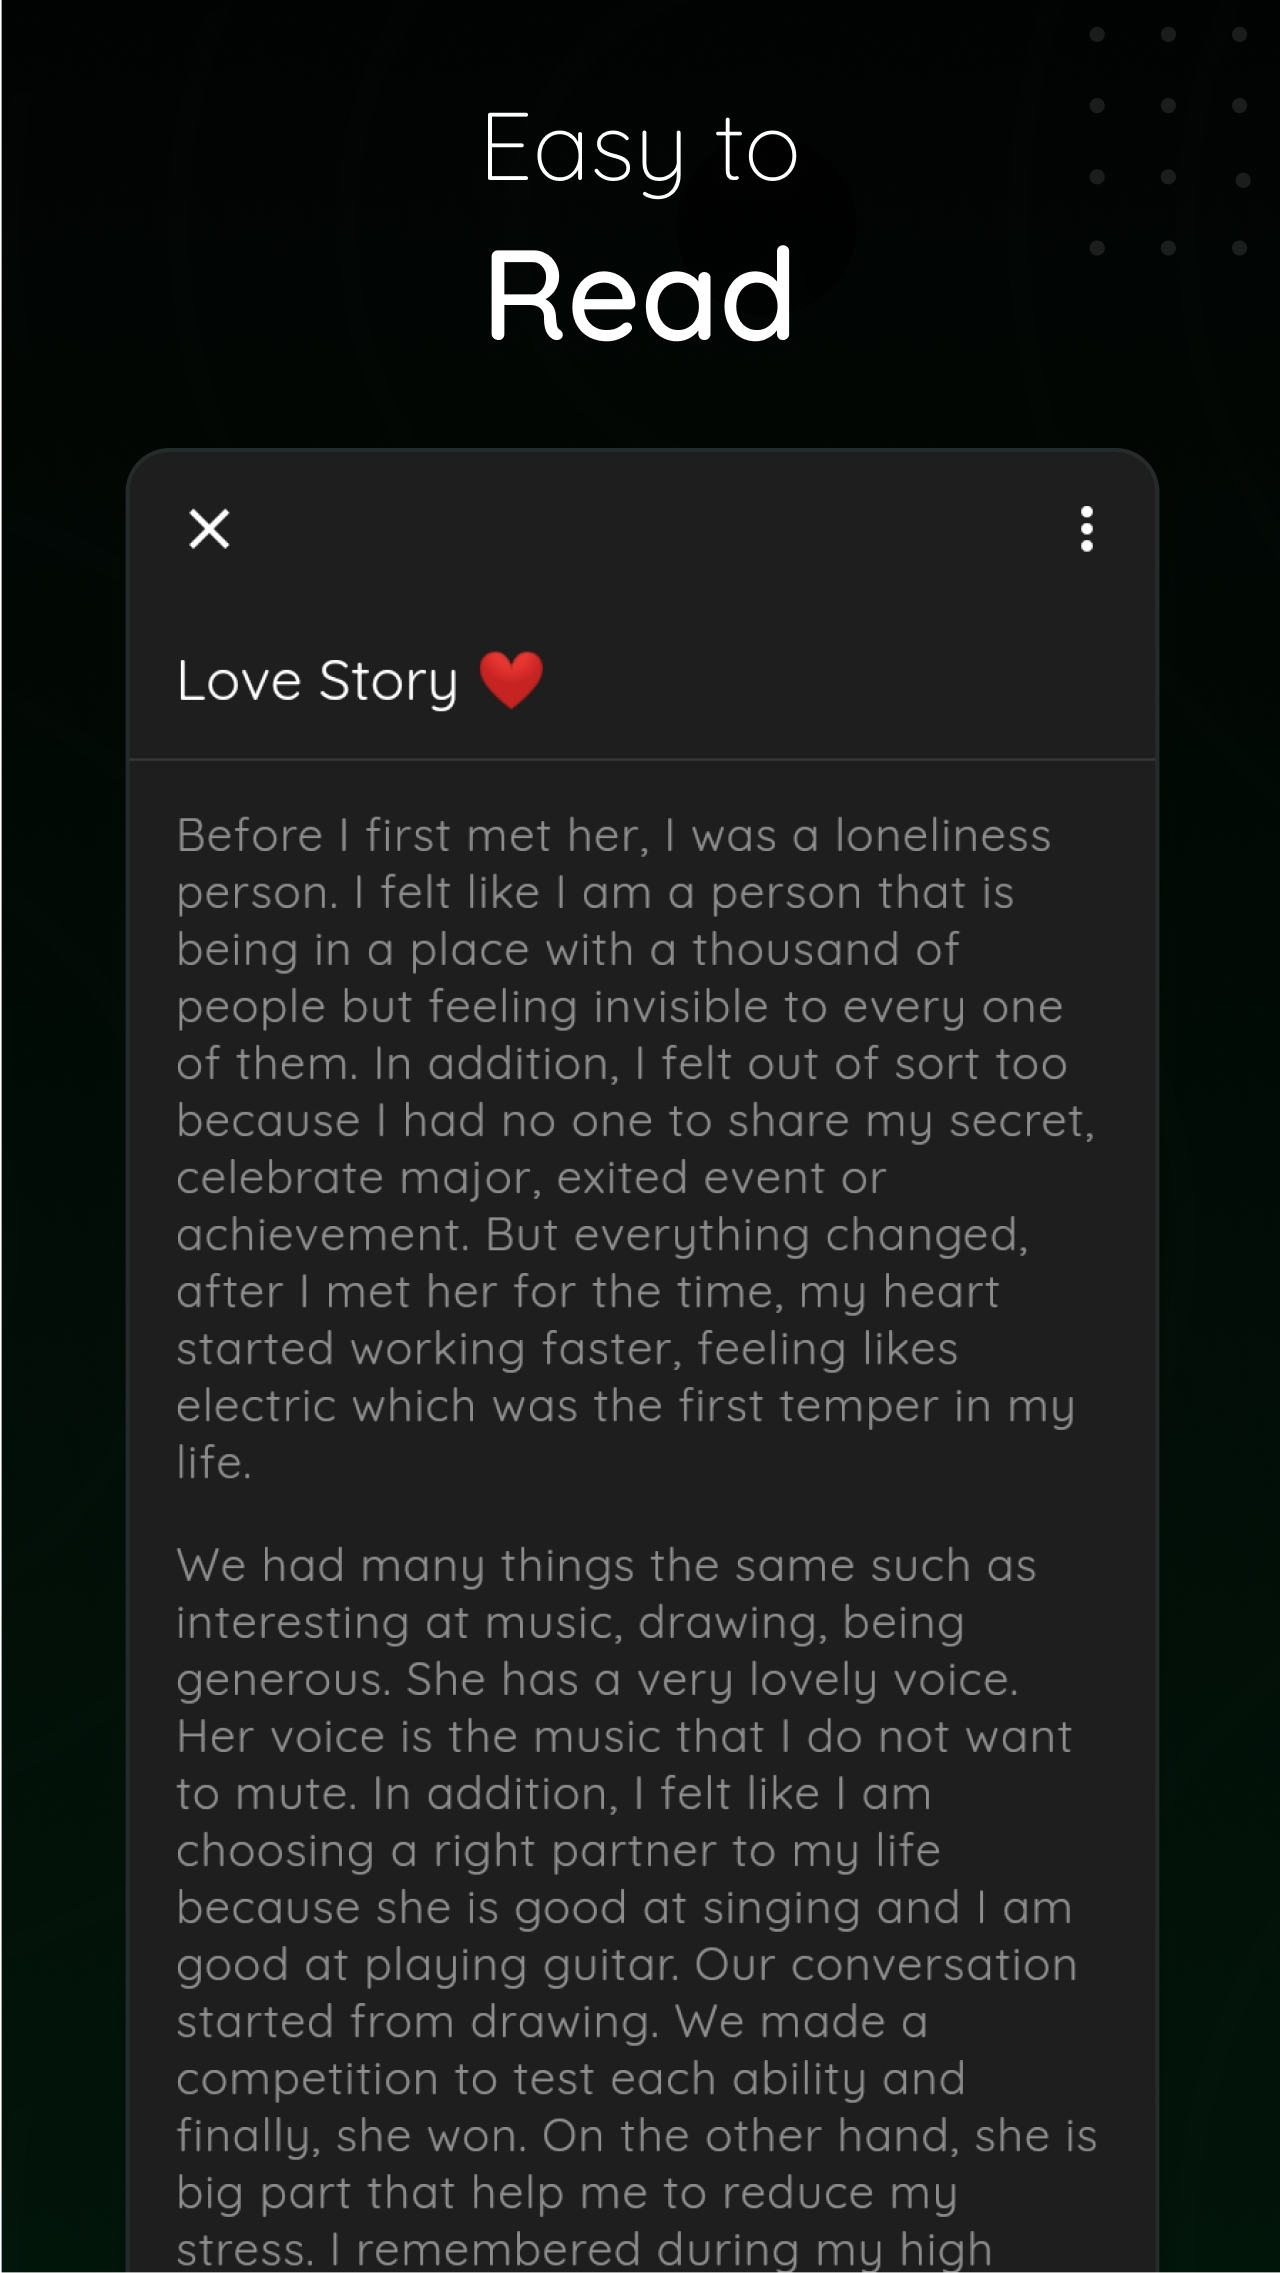 Easy to
Read
Love Story ❤️
Before I first met her, I was a loneliness
person. I felt like I am a person that is
being in a place with a thousand of
people but feeling invisible to every one
of them. In addition, I felt out of sort too
because I had no one to share my secret,
celebrate major, exited event or
achievement. But everything changed,
after I met her for the time, my heart
started working faster, feeling likes
electric which was the first temper in my
life.
We had many things the same such as
interesting at music, drawing, being
generous. She has a very lovely voice.
Her voice is the music that I do not want
to mute. In addition, I felt like I am
choosing a right partner to my life
because she is good at singing and I am
good at playing guitar. Our conversation
started from drawing. We made a
competition to test each ability and
finally, she won. On the other hand, she is
big part that help me to reduce my
stress. I remembered during my high